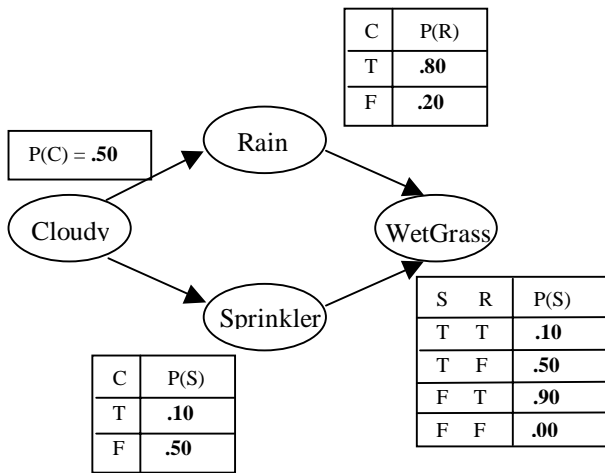 C P(R)
T .80
F .20
P(C) = .50
Rain
Cloudy
WetGrass
Sprinkler
S R P(S)
T T .10
T F .50
F T .90
F F .00
C P(S)
T .10
F .50